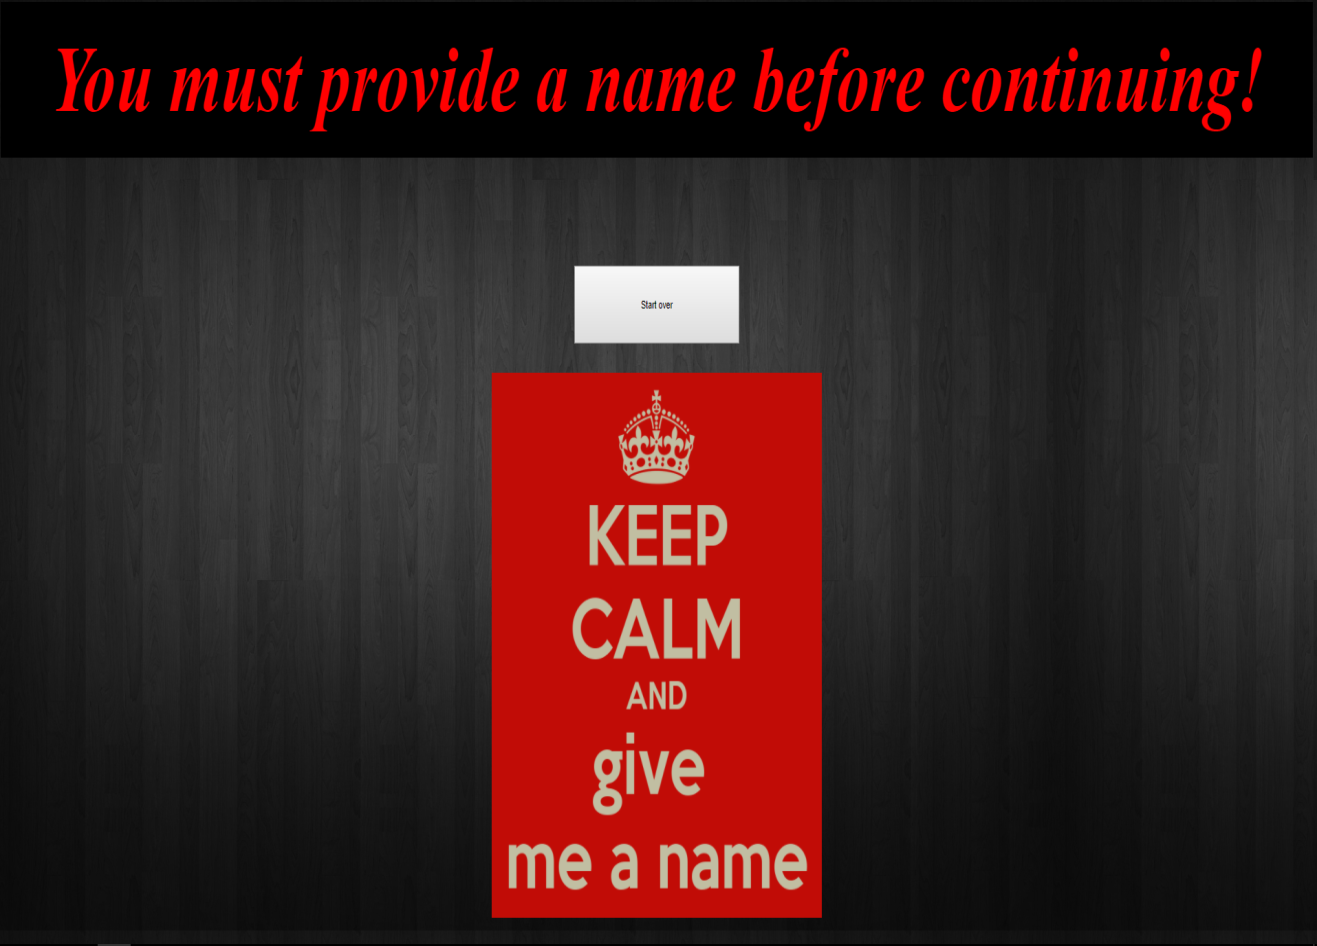 You must provide a name before continuing!
Start over
KEEP
CALM
AND
give
me a name